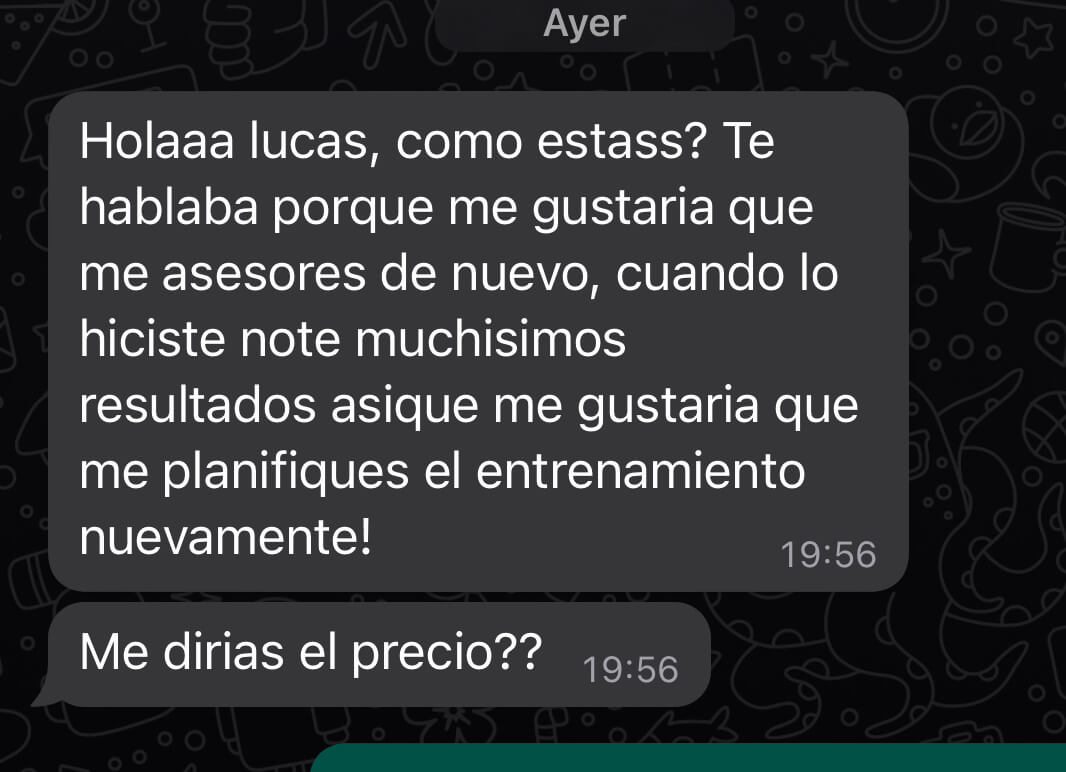 Ayer
Holaaa lucas, como estass? Te
hablaba porque me gustaria que
me asesores de nuevo, cuando lo
hiciste note muchisimos
resultados asique me gustaria que
me planifiques el entrenamiento
nuevamente!
19:56
Me dirias el precio??
19:56